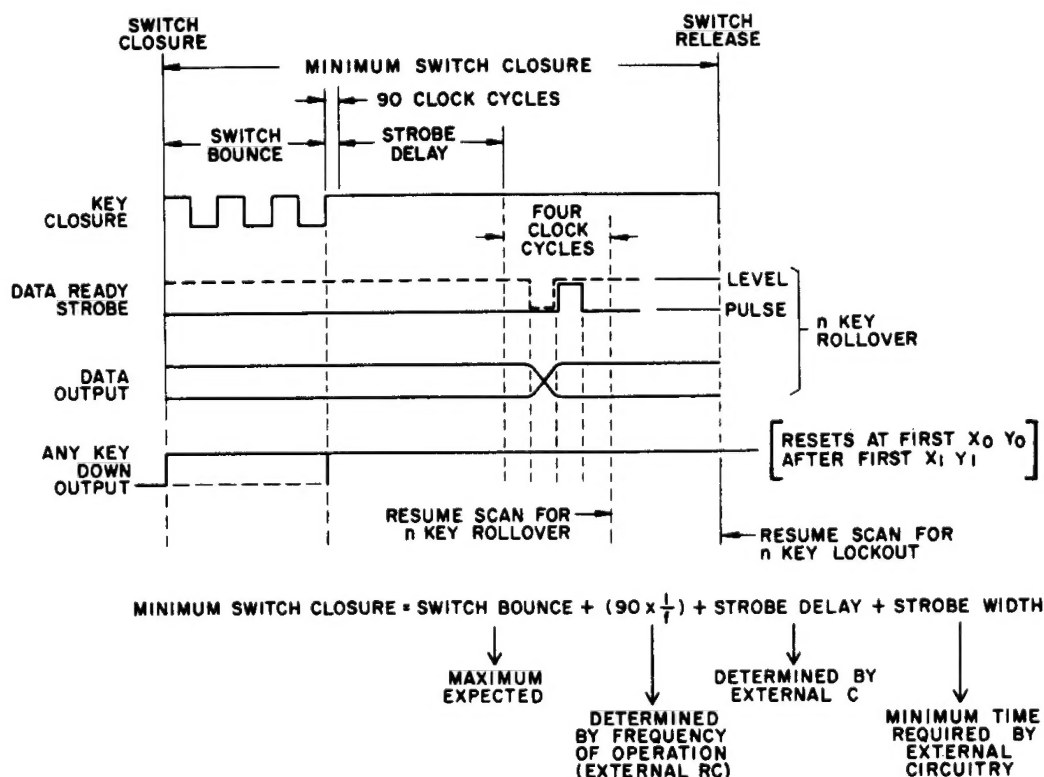 SWITCH
CLOSURE
SWITCH
RELEASE
MINIMUM SWITCH CLOSURE
90 CLOCK CYCLES
SWITCH
BOUNCE
STROBE
DELAY
KEY
CLOSURE
FOUR
CLOCK
CYCLES
DATA READY
STROBE
LEVEL
PULSE
n KEY
ROLLOVER
DATA
OUTPUT
ANY KEY
DOWN
OUTPUT
RESETS AT FIRST X0 Y0
AFTER FIRST X1 Y1
RESUME SCAN FOR
n KEY ROLLOVER
RESUME SCAN FOR
n KEY LOCKOUT
MINIMUM SWITCH CLOSURE = SWITCH BOUNCE + (90 x 1/f) + STROBE DELAY + STROBE WIDTH
MAXIMUM
EXPECTED
DETERMINED
BY FREQUENCY
OF OPERATION
(EXTERNAL RC)
DETERMINED BY
EXTERNAL C
MINIMUM TIME
REQUIRED BY
EXTERNAL
CIRCUITRY